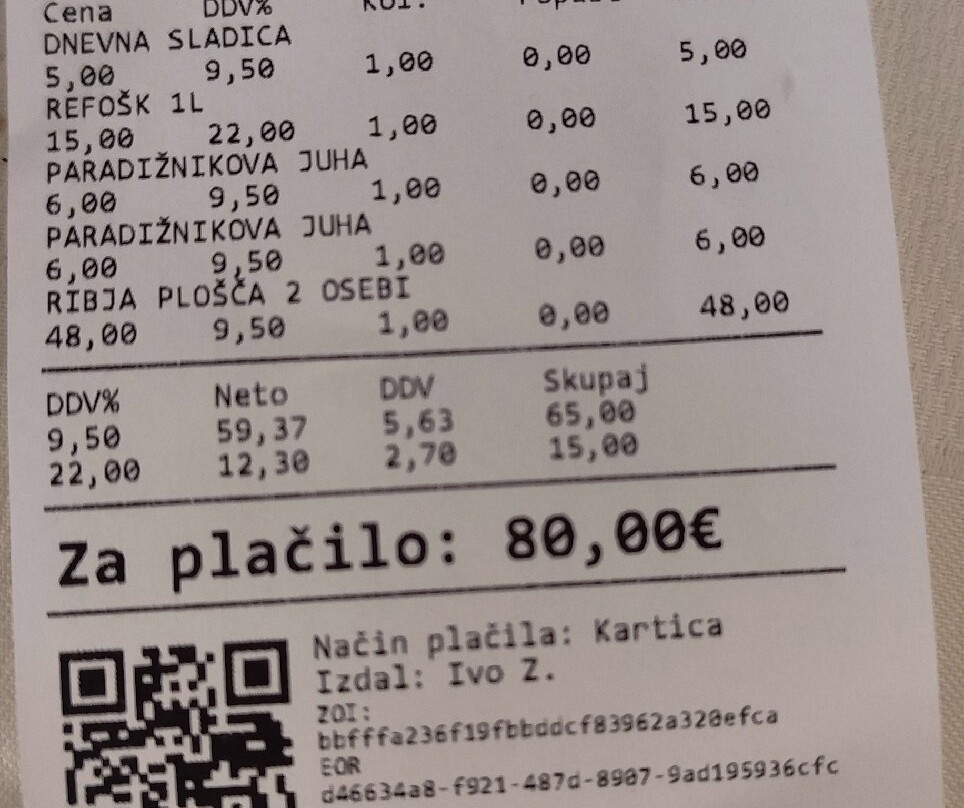 Cena DDV% Kol. Popust
DNEVNA SLADICA
5,00 9,50 1,00 0,00 5,00
REFOŠK 1L
15,00 22,00 1,00 0,00 15,00
PARADIŽNIKOVA JUHA
6,00 9,50 1,00 0,00 6,00
PARADIŽNIKOVA JUHA
6,00 9,50 1,00 0,00 6,00
RIBJA PLOŠČA 2 OSEBI
48,00 9,50 1,00 0,00 48,00
DDV% Neto DDV Skupaj
9,50 59,37 5,63 65,00
22,00 12,30 2,70 15,00
Za plačilo: 80,00€
Način plačila: Kartica
Izdal: Ivo Z.
ZOI:
bbfffa236f19fbbddcf83962a320efca
EOR
d46634a8-f921-487d-8907-9ad195936cfc